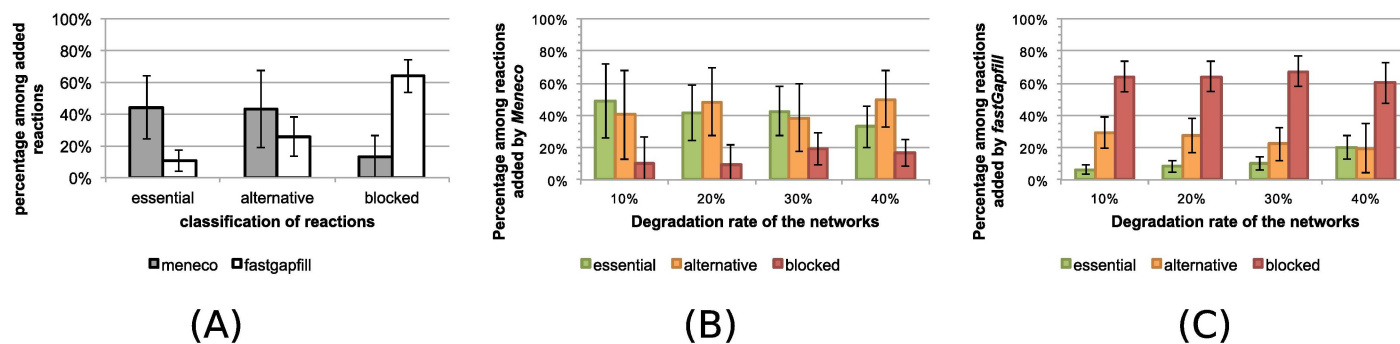 percentage among added
reactions
100%
80%
60%
40%
20%
0%
essential alternative blocked
classification of reactions
meneco fastgapfill
(A)
Percentage among reactions
added by Meneco
100%
80%
60%
40%
20%
0%
10% 20% 30% 40%
Degradation rate of the networks
essential alternative blocked
(B)
Percentage among reactions
added by fastGapfill
100%
80%
60%
40%
20%
0%
10% 20% 30% 40%
Degradation rate of the networks
essential alternative blocked
(C)